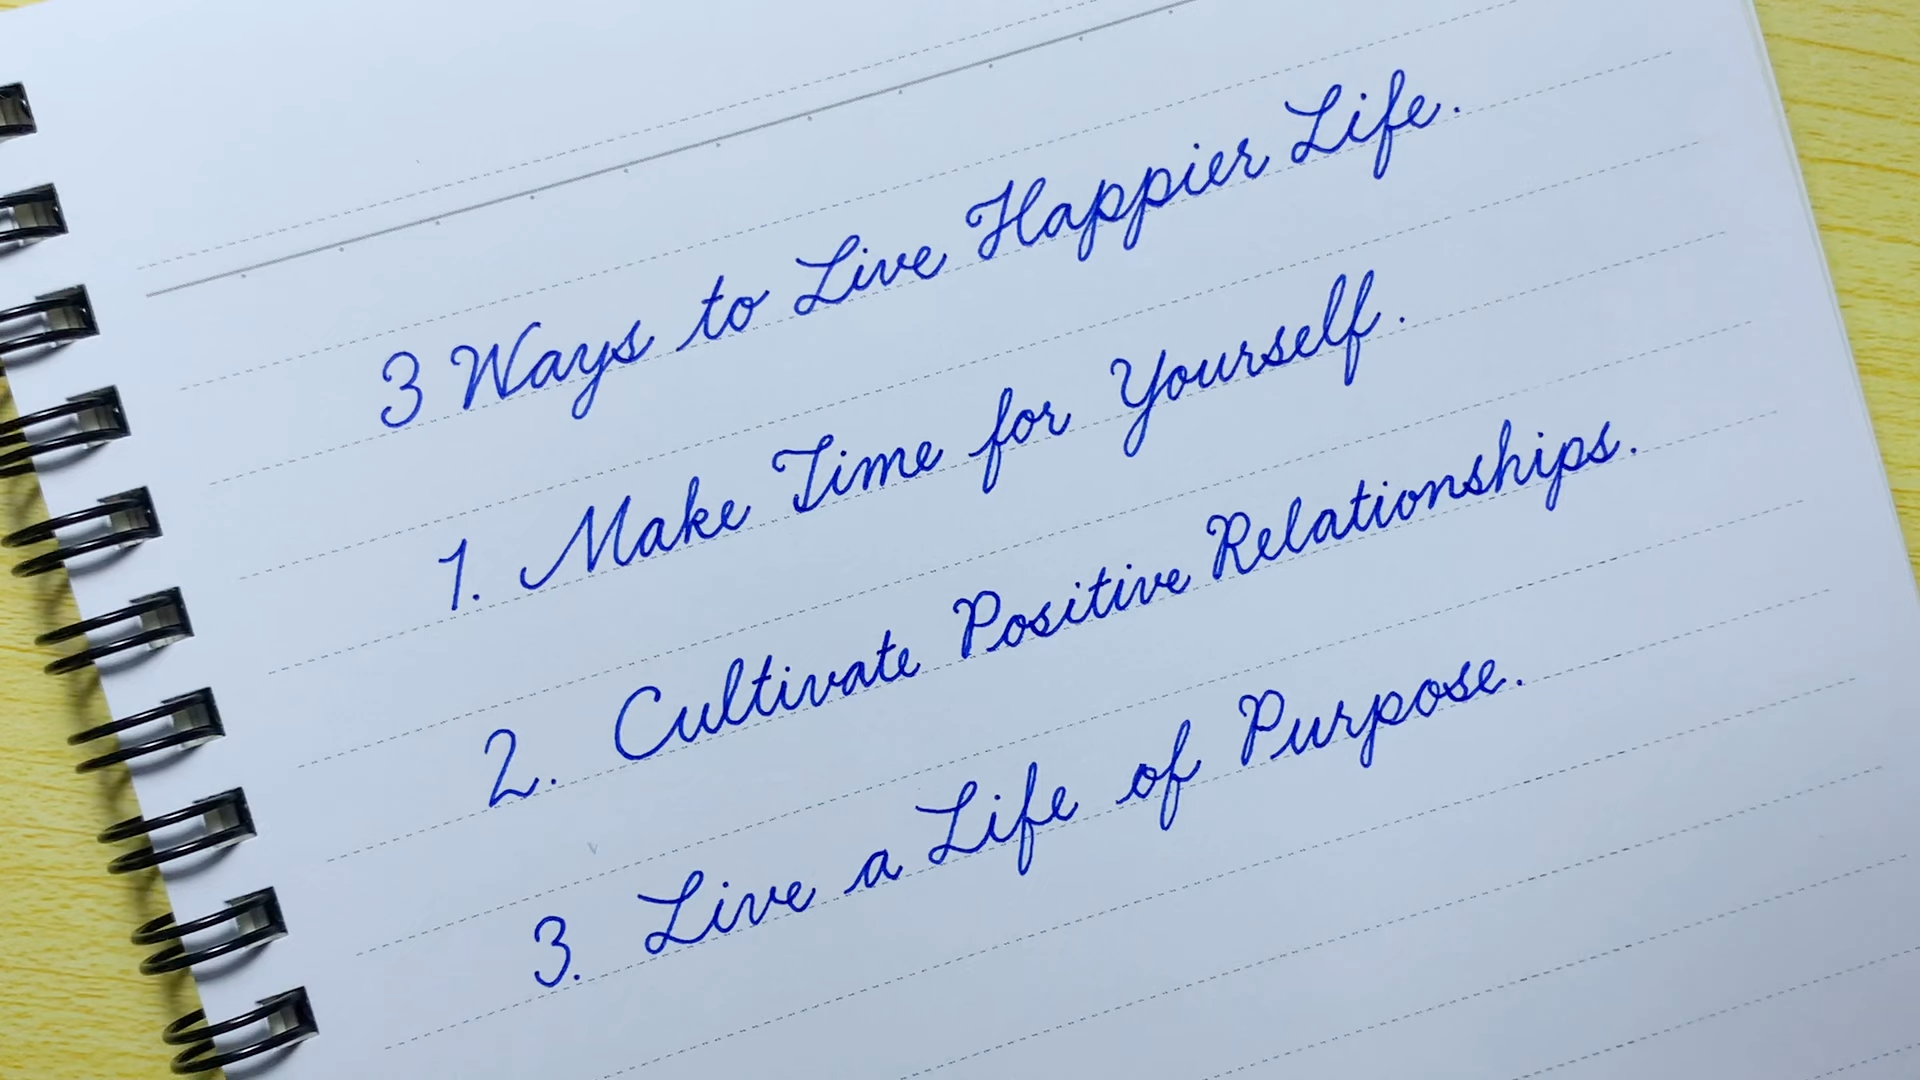 3 Ways to Live Happier Life.
1. Make Time for Yourself.
2. Cultivate Positive Relationships.
3. Live a Life of Purpose.